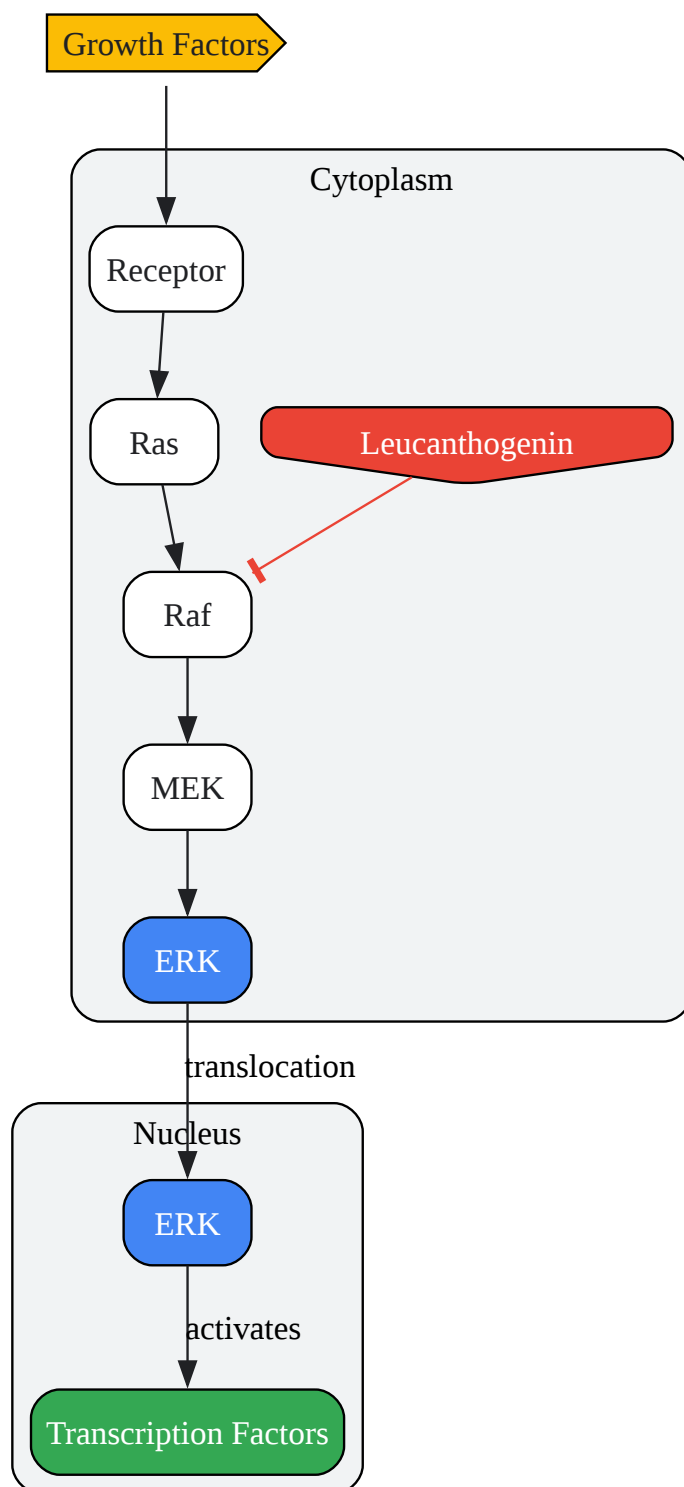 Growth Factors
Cytoplasm
Receptor
Ras
Leucanthogenin
Raf
MEK
ERK
translocation
Nucleus
ERK
activates
Transcription Factors